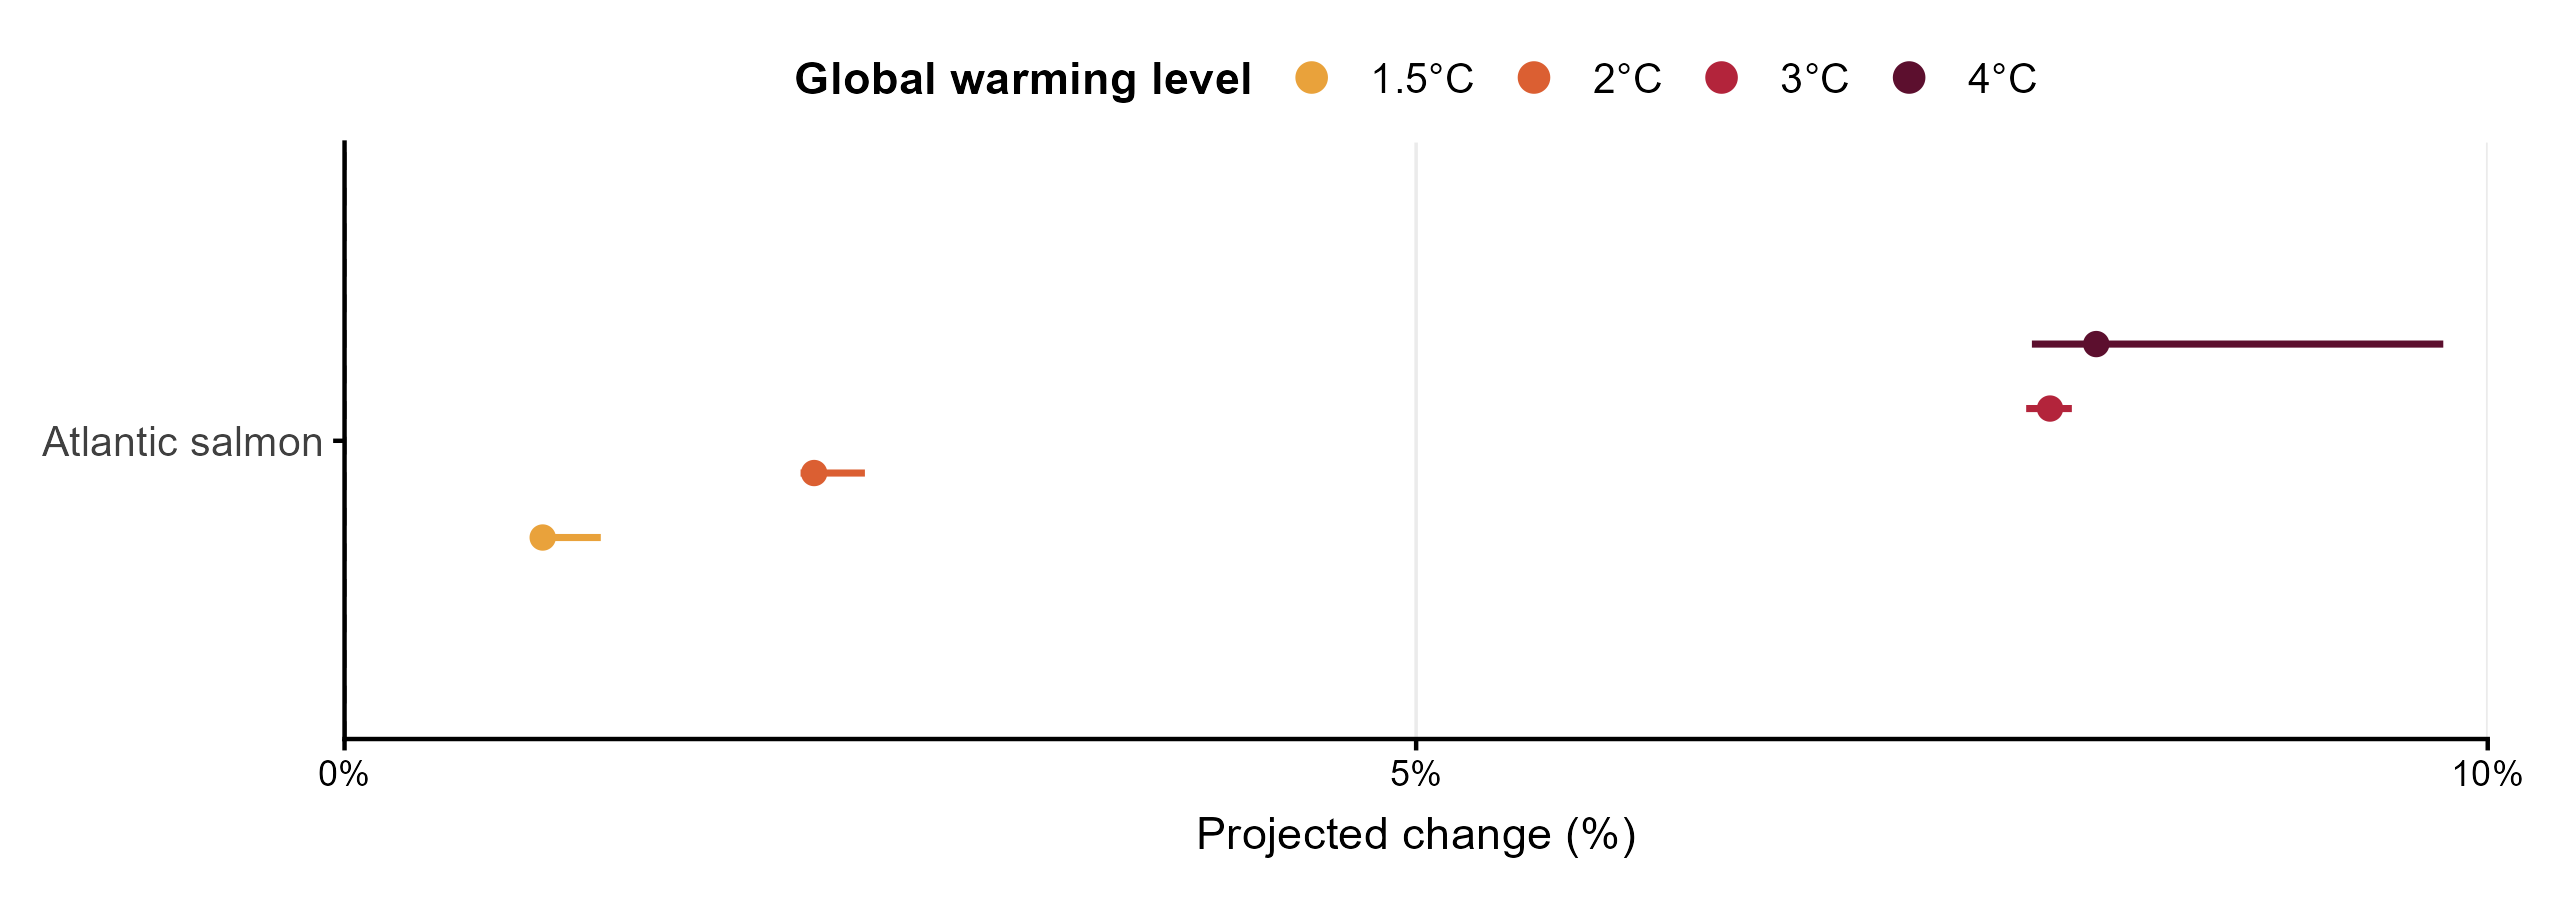 Global warming level 1.5°C 2°C 3°C 4°C
Atlantic salmon
0% 5% 10%
Projected change (%)